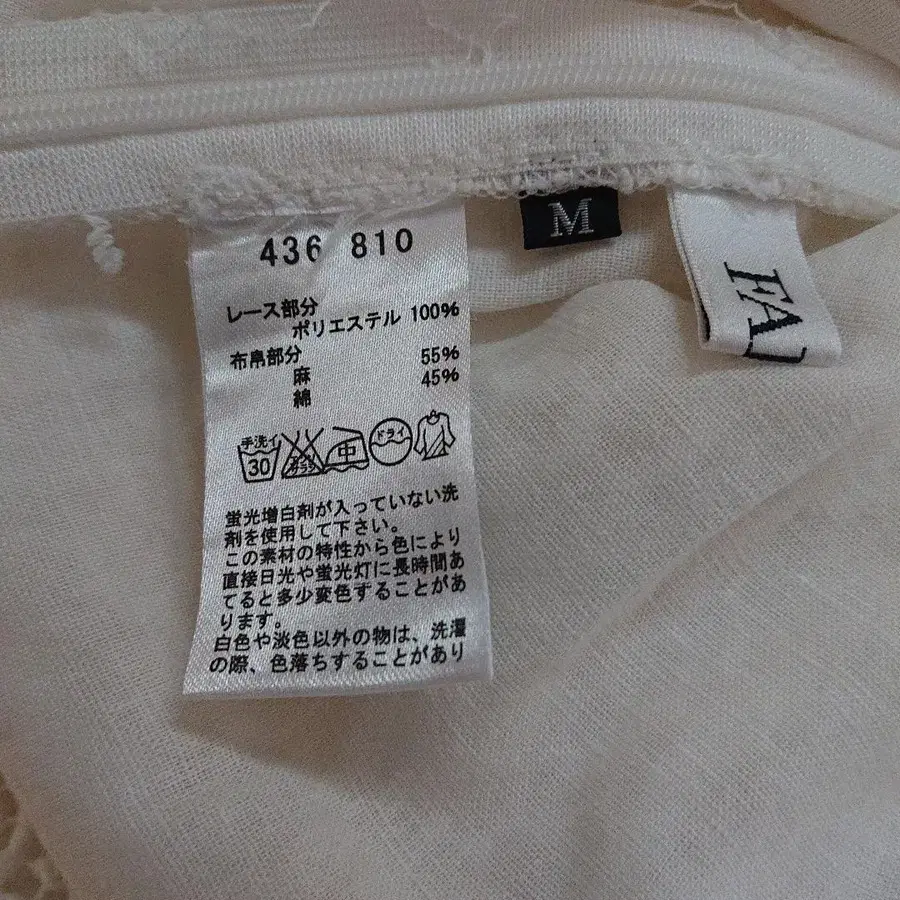 436 810
レース部分
ポリエステル 100%
布帛部分
麻 55%
綿 45%
手洗イ
30
中
ドライ
蛍光増白剤が入っていない洗
剤を使用して下さい。
この素材の特性から色により
直接日光や蛍光灯に長時間あ
てると多少変色することがあ
ります。
白色や淡色以外の物は、洗濯
の際、色落ちすることがあり
M
FA